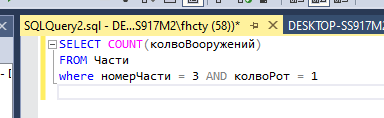 SQLQuery2.sql - DE...S917M2\fhcty (58))*
DESKTOP-SS917M2
SELECT COUNT(колвоВооружений)
FROM Части
where номерЧасти = 3 AND колвоРот = 1